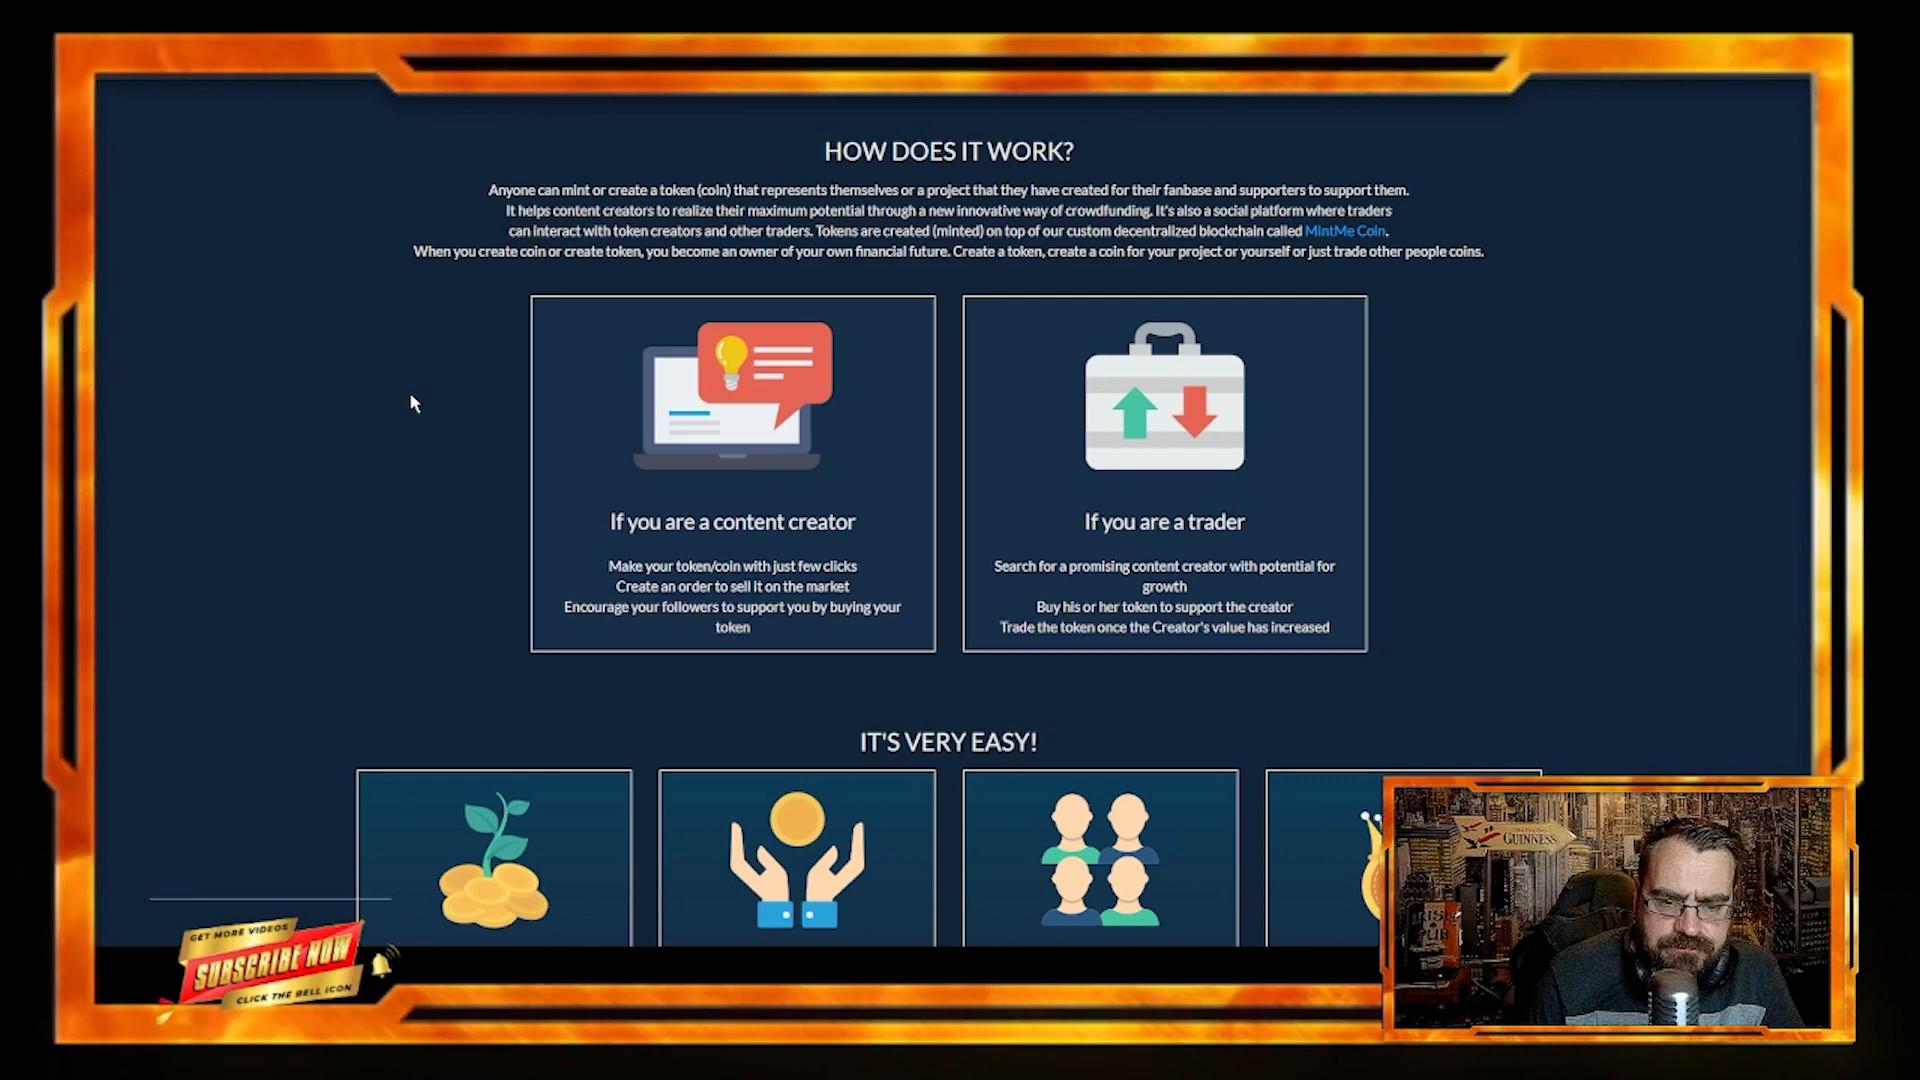 HOW DOES IT WORK?
Anyone can mint or create a token (coin) that represents themselves or a project that they have created for their fanbase and supporters to support them.
It helps content creators to realize their maximum potential through a new innovative way of crowdfunding. It's also a social platform where traders
can interact with token creators and other traders. Tokens are created (minted) on top of our custom decentralized blockchain called MintMe Coin.
When you create coin or create token, you become an owner of your own financial future. Create a token, create a coin for your project or yourself or just trade other people coins.
If you are a content creator
Make your token/coin with just few clicks
Create an order to sell it on the market
Encourage your followers to support you by buying your
token
If you are a trader
Search for a promising content creator with potential for
growth
Buy his or her token to support the creator
Trade the token once the Creator's value has increased
IT'S VERY EASY!
GET MORE VIDEOS
SUBSCRIBE NOW
CLICK THE BELL ICON
GUINNESS
IRISH
PUB